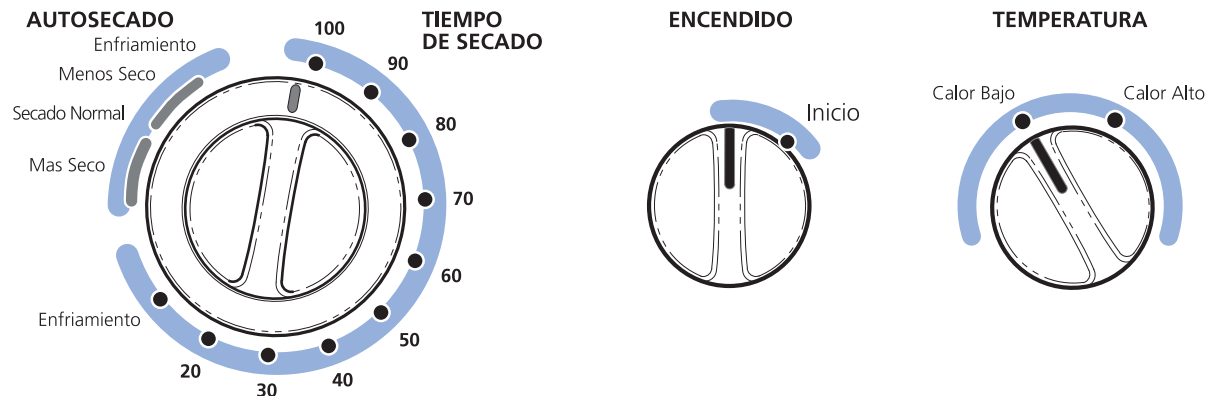 AUTOSECADO
Enfriamiento
Menos Seco
Secado Normal
Mas Seco
Enfriamiento
TIEMPO
DE SECADO
100
90
80
70
60
50
40
30
20
ENCENDIDO
Inicio
TEMPERATURA
Calor Bajo
Calor Alto